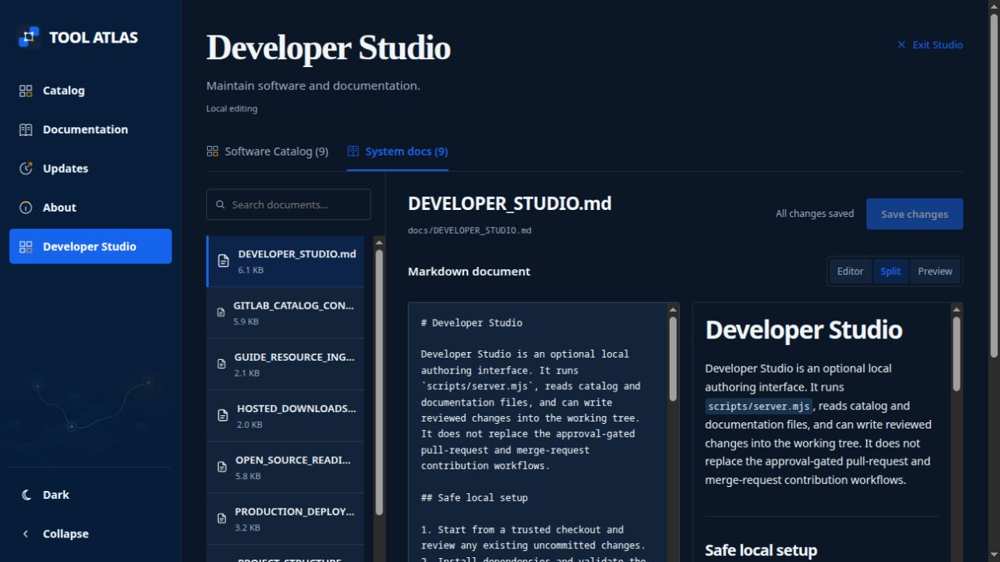 TOOL ATLAS
Catalog
Documentation
Updates
About
Developer Studio
Dark
Collapse
Developer Studio
Exit Studio
Maintain software and documentation.
Local editing
Software Catalog (9)
System docs (9)
Search documents...
DEVELOPER_STUDIO.md
6.1 KB
GITLAB_CATALOG_CON...
5.9 KB
GUIDE_RESOURCE_ING...
2.1 KB
HOSTED_DOWNLOADS...
2.0 KB
OPEN_SOURCE_READI...
5.8 KB
PRODUCTION_DEPLOY...
3.2 KB
DEVELOPER_STUDIO.md
docs/DEVELOPER_STUDIO.md
All changes saved
Save changes
Markdown document
Editor
Split
Preview
# Developer Studio
Developer Studio is an optional local
authoring interface. It runs
`scripts/server.mjs`, reads catalog and
documentation files, and can write
reviewed changes into the working tree.
It does not replace the approval-gated
pull-request and merge-request
contribution workflows.
## Safe local setup
1. Start from a trusted checkout and
review any existing uncommitted changes.
2. Install dependencies and validate the
Developer Studio
Developer Studio is an optional local
authoring interface. It runs
scripts/server.mjs, reads catalog and
documentation files, and can write reviewed
changes into the working tree. It does not
replace the approval-gated pull-request and
merge-request contribution workflows.
Safe local setup